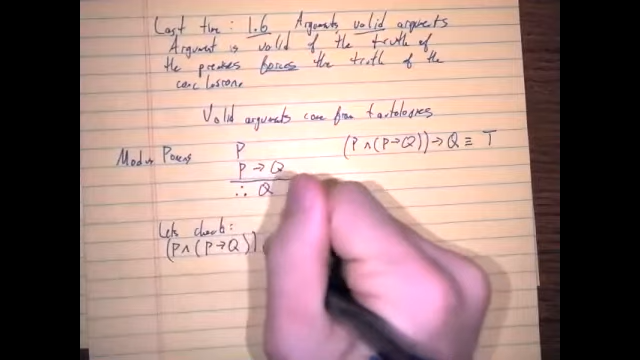 Last time: 1.6 Arguments valid arguments
Argument is valid if the truth of
the premises forces the truth of the
conclusion.
Valid arguments come from tautologies
Modus Ponens
P
P → Q
∴ Q
(P ∧ (P → Q)) → Q ≡ T
Lets check:
(P ∧ (P → Q))